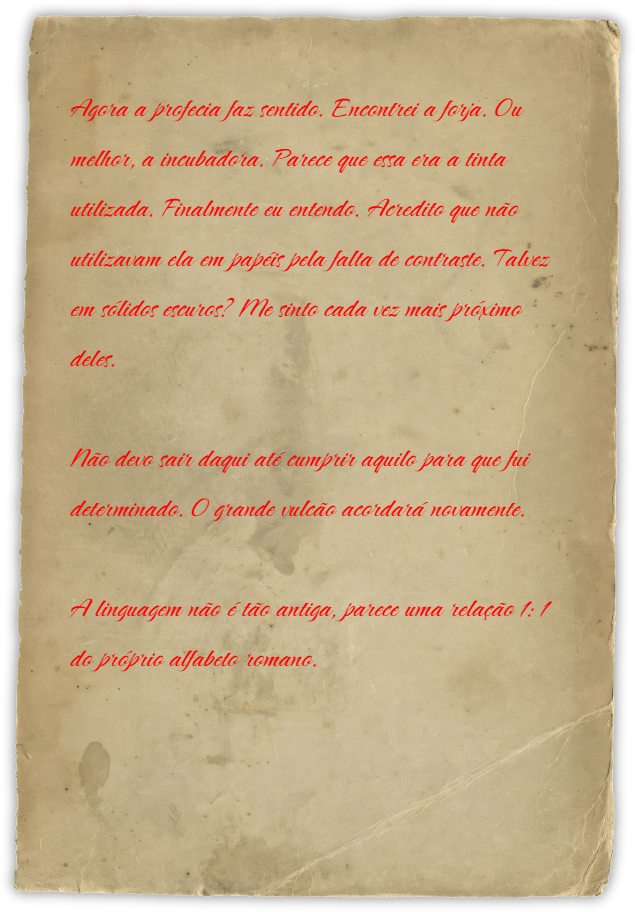 Agora a profecia faz sentido. Encontrei a forja. Ou
melhor, a incubadora. Parece que essa era a tinta
utilizada. Finalmente eu entendo. Acredito que não
utilizavam ela em papéis pela falta de contraste. Talvez
em sólidos escuros? Me sinto cada vez mais próximo
deles.
Não devo sair daqui até cumprir aquilo para que fui
determinado. O grande vulcão acordará novamente.
A linguagem não é tão antiga, parece uma relação 1:1
do próprio alfabeto romano.